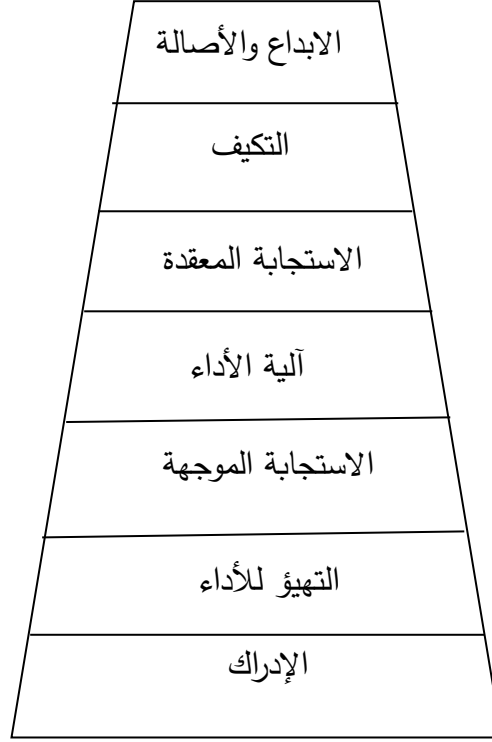 الابداع والأصالة
التكيف
الاستجابة المعقدة
آلية الأداء
الاستجابة الموجهة
التهيؤ للأداء
الإدراك